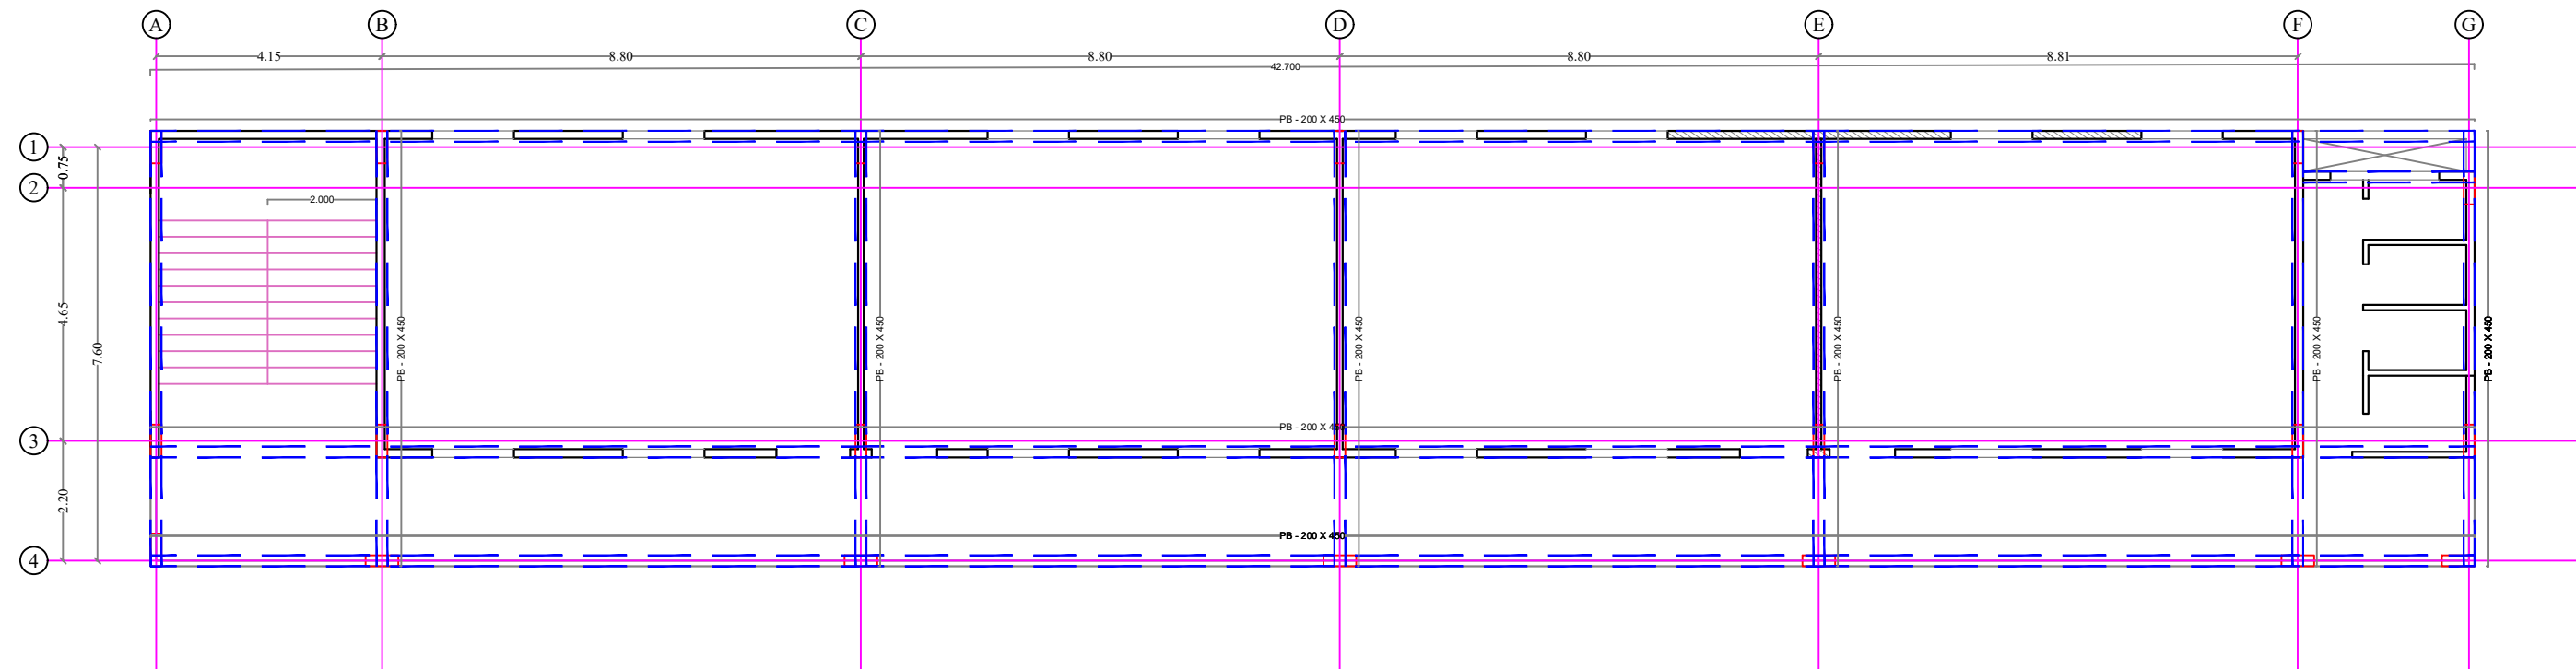 A B C D E F G
4.15 8.80 8.80 8.80 8.81
42.700
PB - 200 X 450
1
0.75
2
2.000
4.65
7.60
PB - 200 X 450
PB - 200 X 450
PB - 200 X 450
PB - 200 X 450
PB - 200 X 450
PB - 200 X 450
PB - 200 X 450
3
2.20
PB - 200 X 450
4